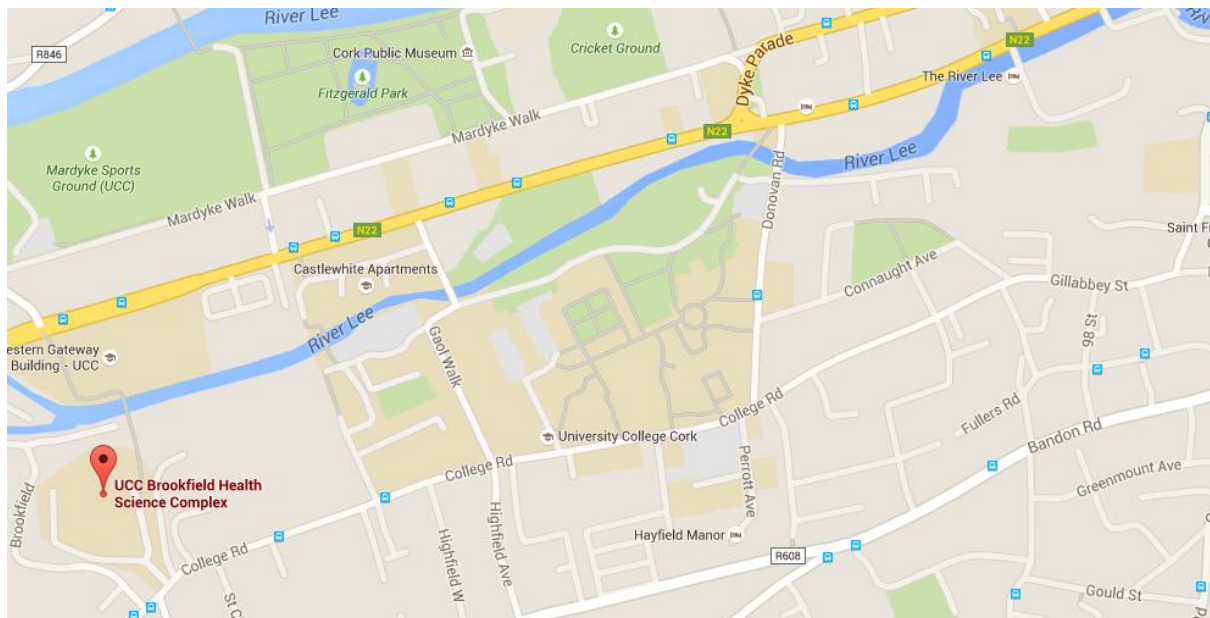 River Lee
R846
Cork Public Museum
Cricket Ground
Fitzgerald Park
Dyke Parade
N22
The River Lee
Mardyke Walk
N22
River Lee
Mardyke Sports
Ground (UCC)
Mardyke Walk
Donovan Rd
N22
Saint F
Castlewhite Apartments
Connaught Ave
Gillabbey St
River Lee
Gaol Walk
98 St
estern Gateway
Building - UCC
College Rd
Fullers Rd
University College Cork
Bandon Rd
College Rd
Perrott Ave
Greenmount Ave
UCC Brookfield Health
Science Complex
Brookfield
Highfield Ave
Highfield W
Hayfield Manor
College Rd
R608
St C
Gould St